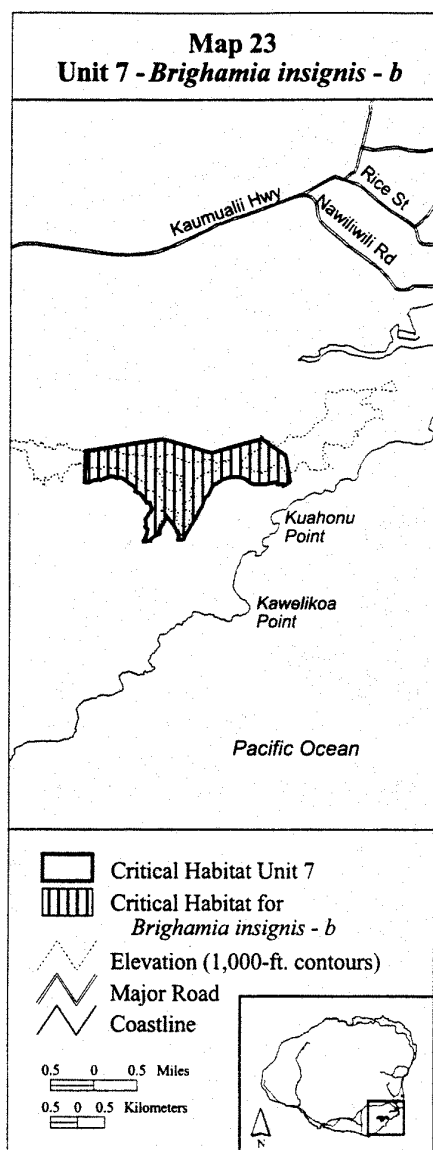 Map 23
Unit 7 - Brighamia insignis - b
Kaumualii Hwy
Rice St
Nawiliwili Rd
Kuahonu
Point
Kawelikoa
Point
Pacific Ocean
Critical Habitat Unit 7
Critical Habitat for
Brighamia insignis - b
Elevation (1,000-ft. contours)
Major Road
Coastline
0.5 0 0.5 Miles
0.5 0 0.5 Kilometers
N